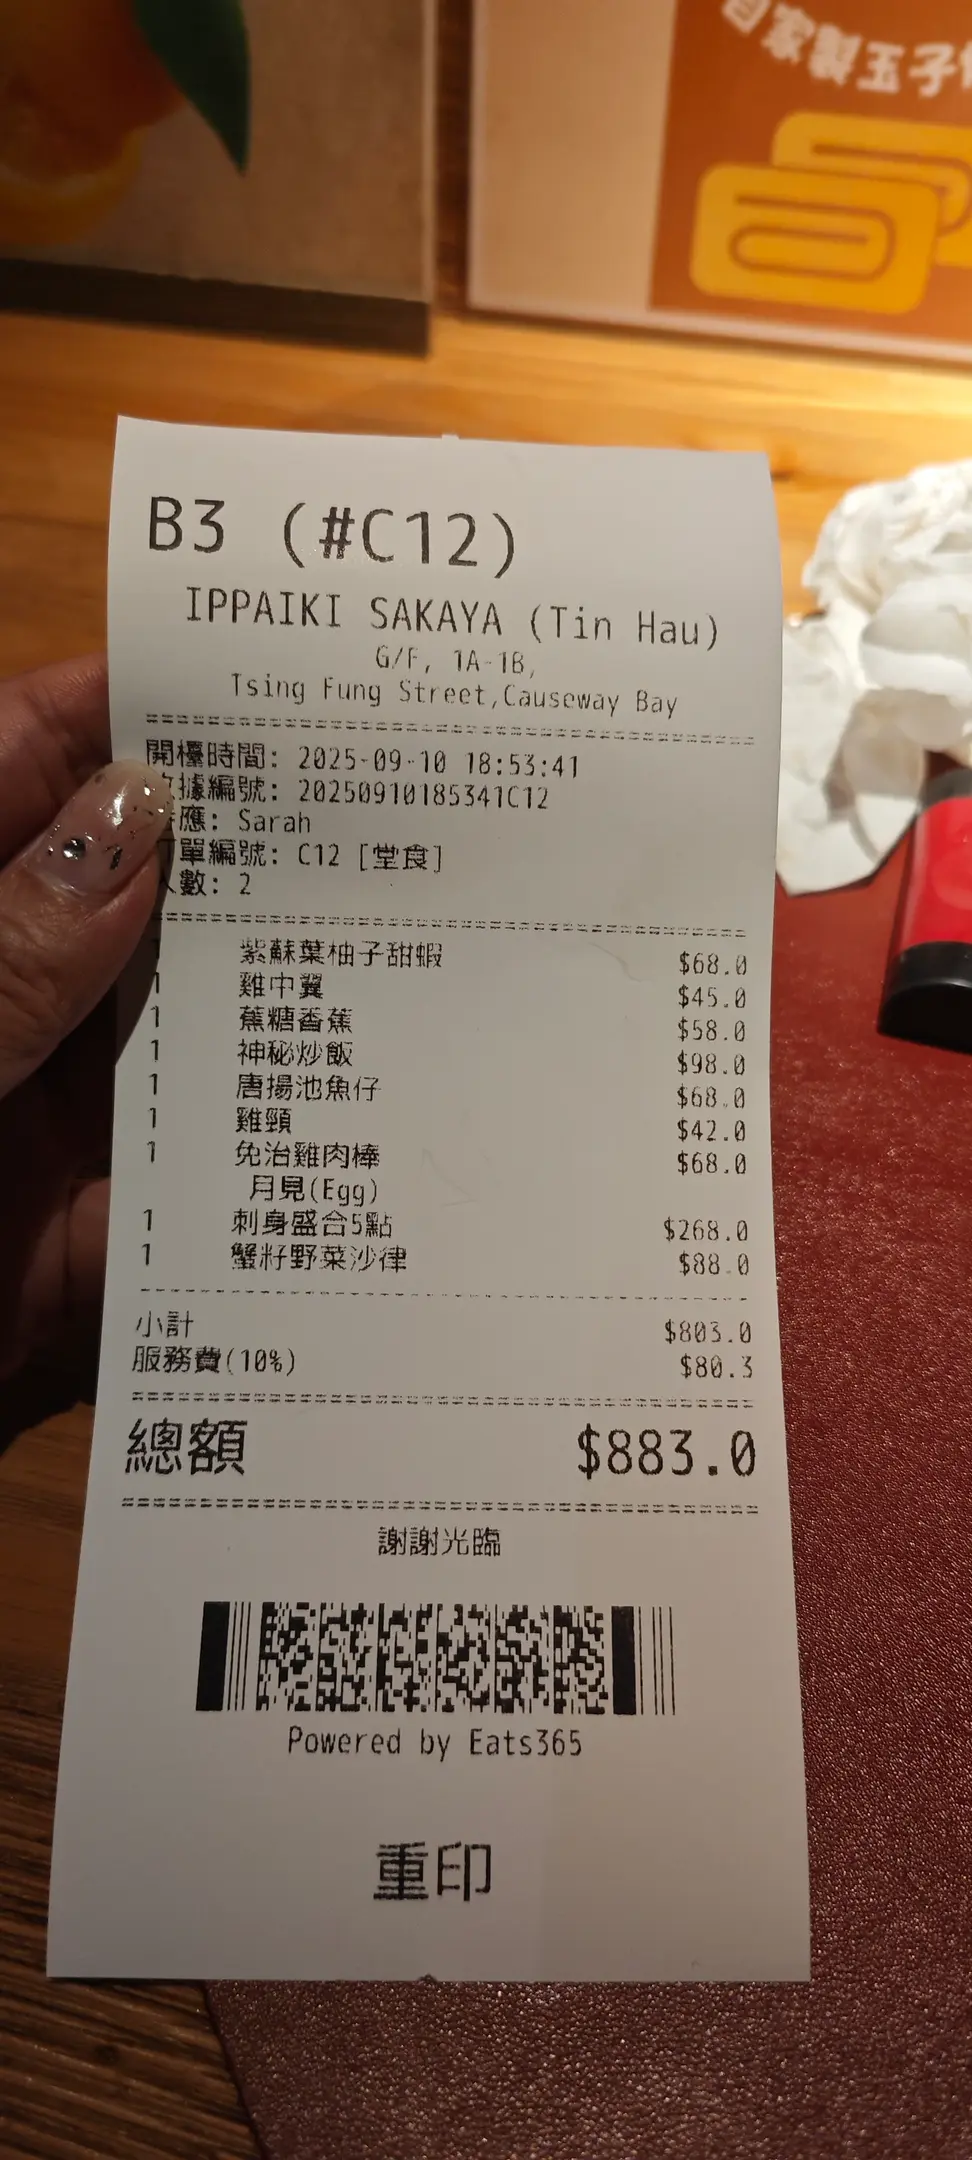 自家製玉子
B3 (#C12)
IPPAIKI SAKAYA (Tin Hau)
G/F, 1A-1B,
Tsing Fung Street,Causeway Bay
開檯時間: 2025-09-10 18:53:41
據編號: 20250910185341C12
應: Sarah
單編號: C12 [堂食]
人數: 2
1 紫蘇葉柚子甜蝦 $68.0
1 雞中翼 $45.0
1 蕉糖香蕉 $58.0
1 神秘炒飯 $98.0
1 唐揚池魚仔 $68.0
1 雞頸 $42.0
1 免治雞肉棒 $68.0
月見(Egg)
1 刺身盛合5點 $268.0
1 蟹籽野菜沙律 $88.0
小計 $803.0
服務費(10%) $80.3
總額 $883.0
謝謝光臨
Powered by Eats365
重印